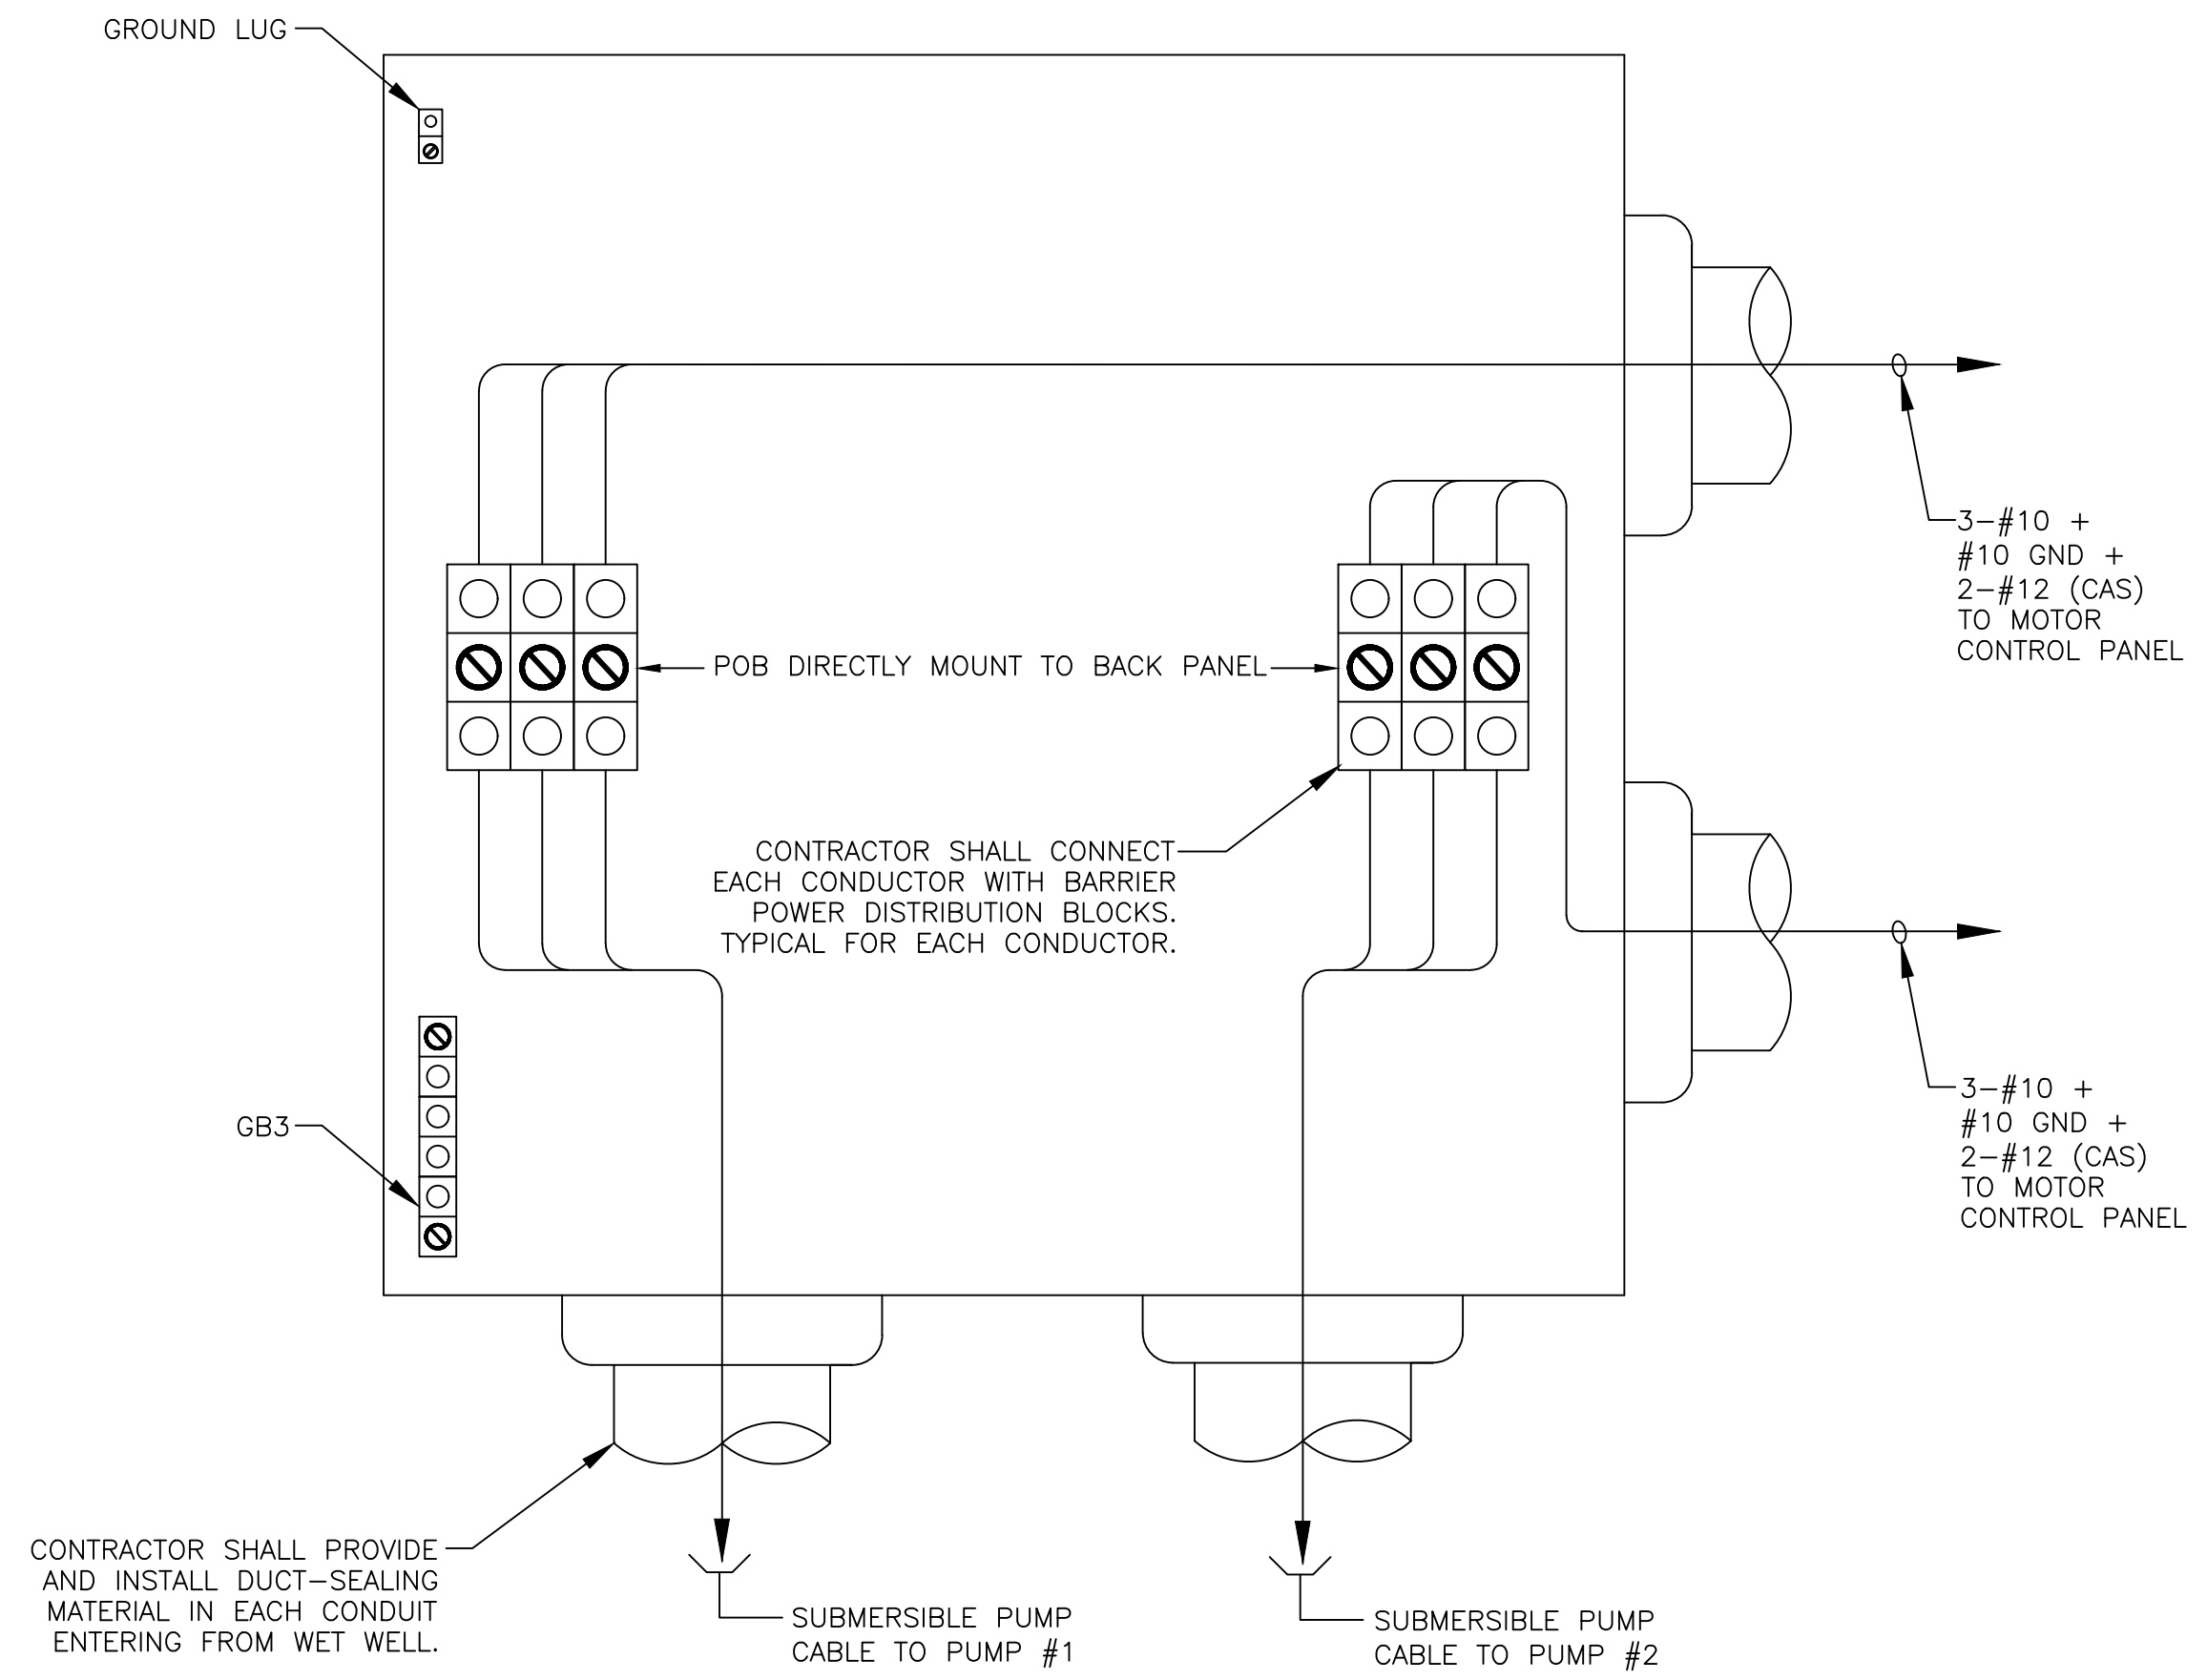 GROUND LUG
3-#10 +
#10 GND +
2-#12 (CAS)
TO MOTOR
CONTROL PANEL
POB DIRECTLY MOUNT TO BACK PANEL
CONTRACTOR SHALL CONNECT
EACH CONDUCTOR WITH BARRIER
POWER DISTRIBUTION BLOCKS.
TYPICAL FOR EACH CONDUCTOR.
GB3
3-#10 +
#10 GND +
2-#12 (CAS)
TO MOTOR
CONTROL PANEL
CONTRACTOR SHALL PROVIDE
AND INSTALL DUCT-SEALING
MATERIAL IN EACH CONDUIT
ENTERING FROM WET WELL.
SUBMERSIBLE PUMP
CABLE TO PUMP #1
SUBMERSIBLE PUMP
CABLE TO PUMP #2